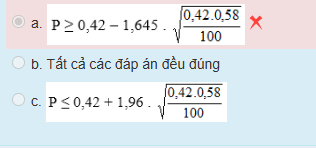 a. P ≥ 0,42 – 1,645 . √(0,42.0,58 / 100)
b. Tất cả các đáp án đều đúng
c. P ≤ 0,42 + 1,96 . √(0,42.0,58 / 100)